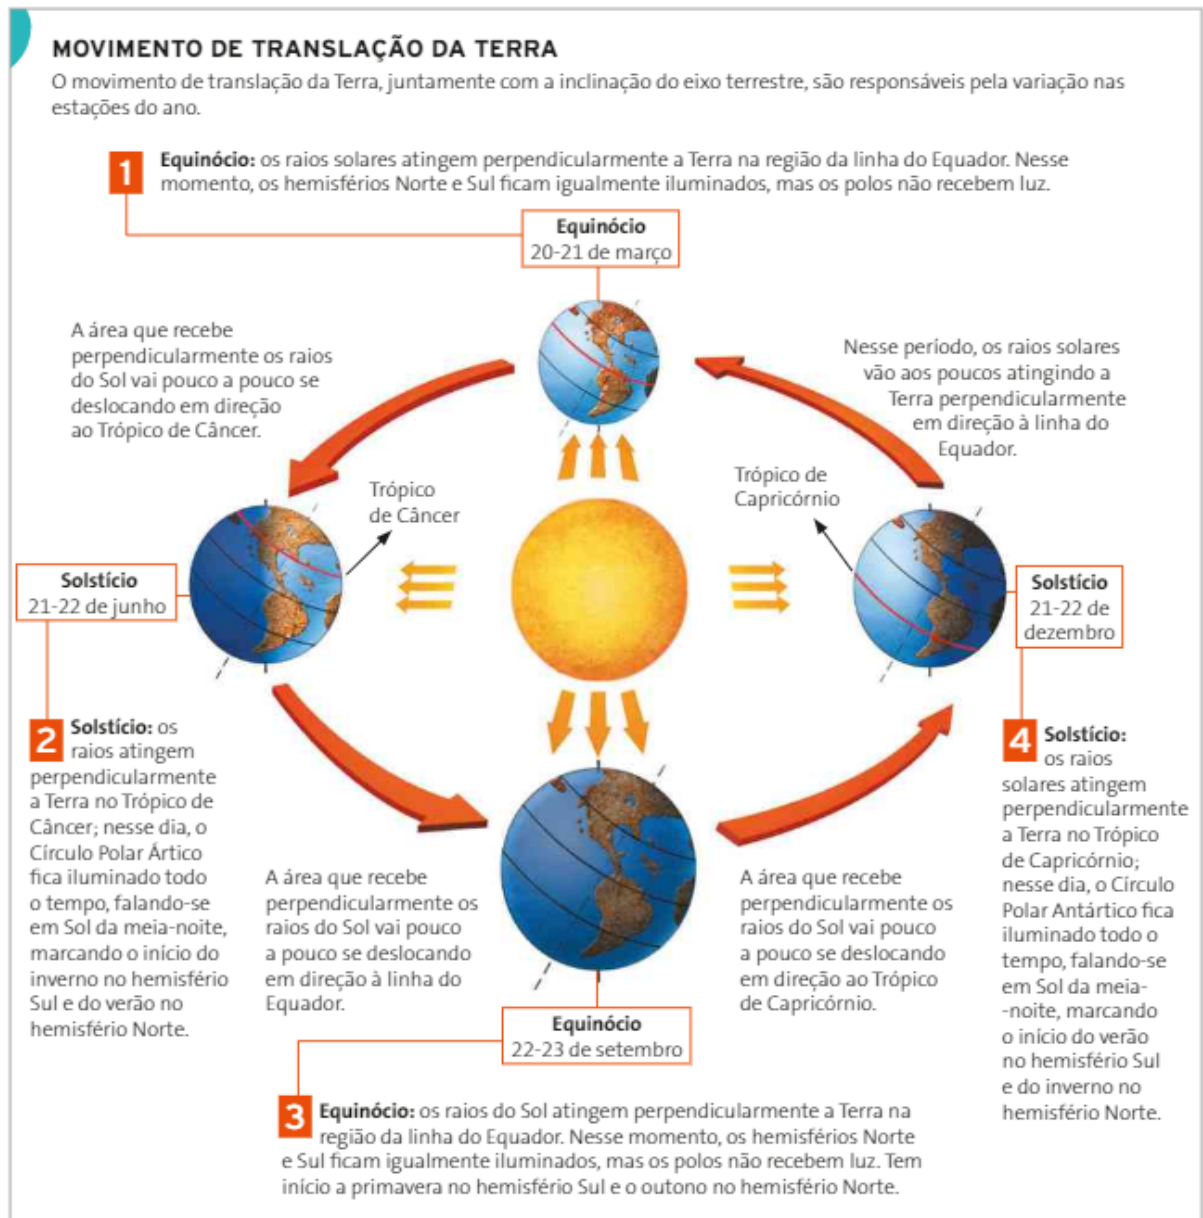 MOVIMENTO DE TRANSLAÇÃO DA TERRA
O movimento de translação da Terra, juntamente com a inclinação do eixo terrestre, são responsáveis pela variação nas
estações do ano.
1
Equinócio: os raios solares atingem perpendicularmente a Terra na região da linha do Equador. Nesse
momento, os hemisférios Norte e Sul ficam igualmente iluminados, mas os polos não recebem luz.
Equinócio
20-21 de março
A área que recebe
perpendicularmente os raios
do Sol vai pouco a pouco se
deslocando em direção
ao Trópico de Câncer.
Nesse período, os raios solares
vão aos poucos atingindo a
Terra perpendicularmente
em direção à linha do
Equador.
Trópico
de Câncer
Trópico de
Capricórnio
Solstício
21-22 de junho
Solstício
21-22 de
dezembro
2
Solstício: os
raios atingem
perpendicularmente
a Terra no Trópico de
Câncer; nesse dia, o
Círculo Polar Ártico
fica iluminado todo
o tempo, falando-se
em Sol da meia-noite,
marcando o início do
inverno no hemisfério
Sul e do verão no
hemisfério Norte.
A área que recebe
perpendicularmente os
raios do Sol vai pouco
a pouco se deslocando
em direção à linha do
Equador.
A área que recebe
perpendicularmente os
raios do Sol vai pouco
a pouco se deslocando
em direção ao Trópico
de Capricórnio.
4
Solstício:
os raios
solares atingem
perpendicularmente
a Terra no Trópico
de Capricórnio;
nesse dia, o Círculo
Polar Antártico fica
iluminado todo o
tempo, falando-se
em Sol da meia-
-noite, marcando
o início do verão
no hemisfério Sul
e do inverno no
hemisfério Norte.
Equinócio
22-23 de setembro
3
Equinócio: os raios do Sol atingem perpendicularmente a Terra na
região da linha do Equador. Nesse momento, os hemisférios Norte
e Sul ficam igualmente iluminados, mas os polos não recebem luz. Tem
início a primavera no hemisfério Sul e o outono no hemisfério Norte.